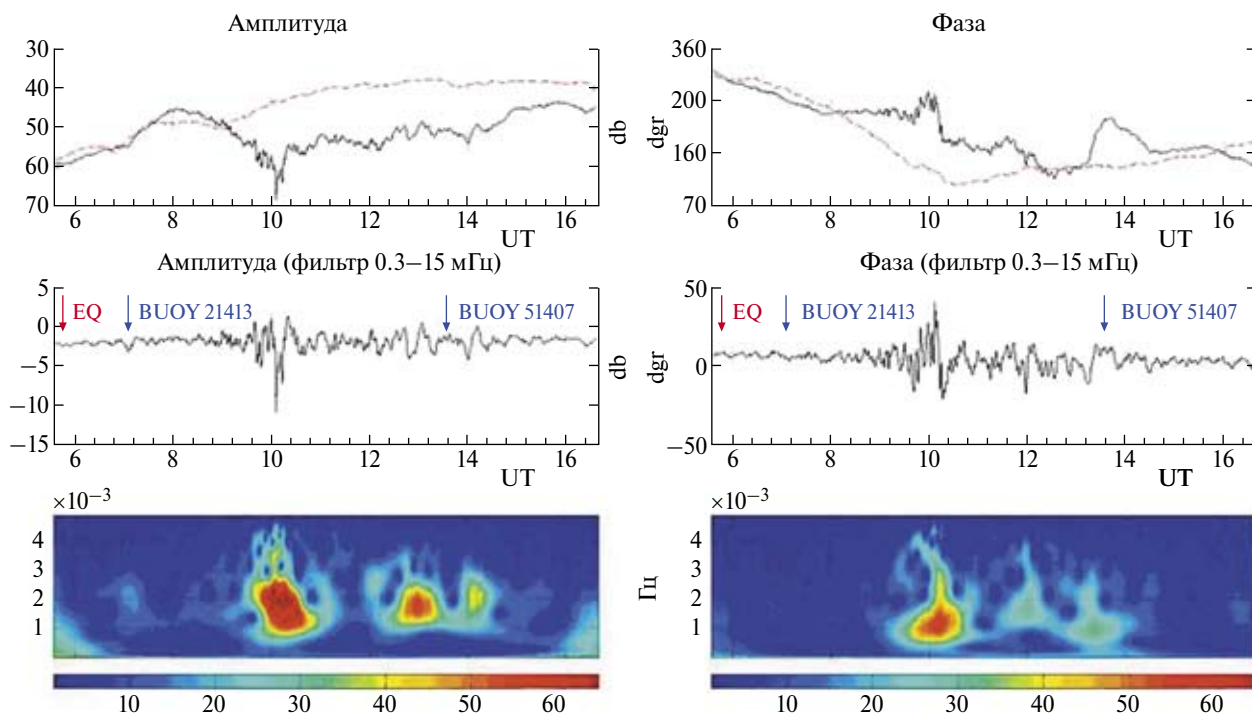 Амплитуда
Фаза
30
40
50
60
70
db
6 8 10 12 14 16
UT
360
200
160
70
dgr
6 8 10 12 14 16
UT
Амплитуда (фильтр 0.3–15 мГц)
Фаза (фильтр 0.3–15 мГц)
5
0
−5
−10
−15
EQ
BUOY 21413
BUOY 51407
db
6 8 10 12 14 16
UT
50
0
−50
dgr
EQ
BUOY 21413
BUOY 51407
6 8 10 12 14 16
UT
×10−3
4
3
2
1
10 20 30 40 50 60
Гц
×10−3
4
3
2
1
10 20 30 40 50 60